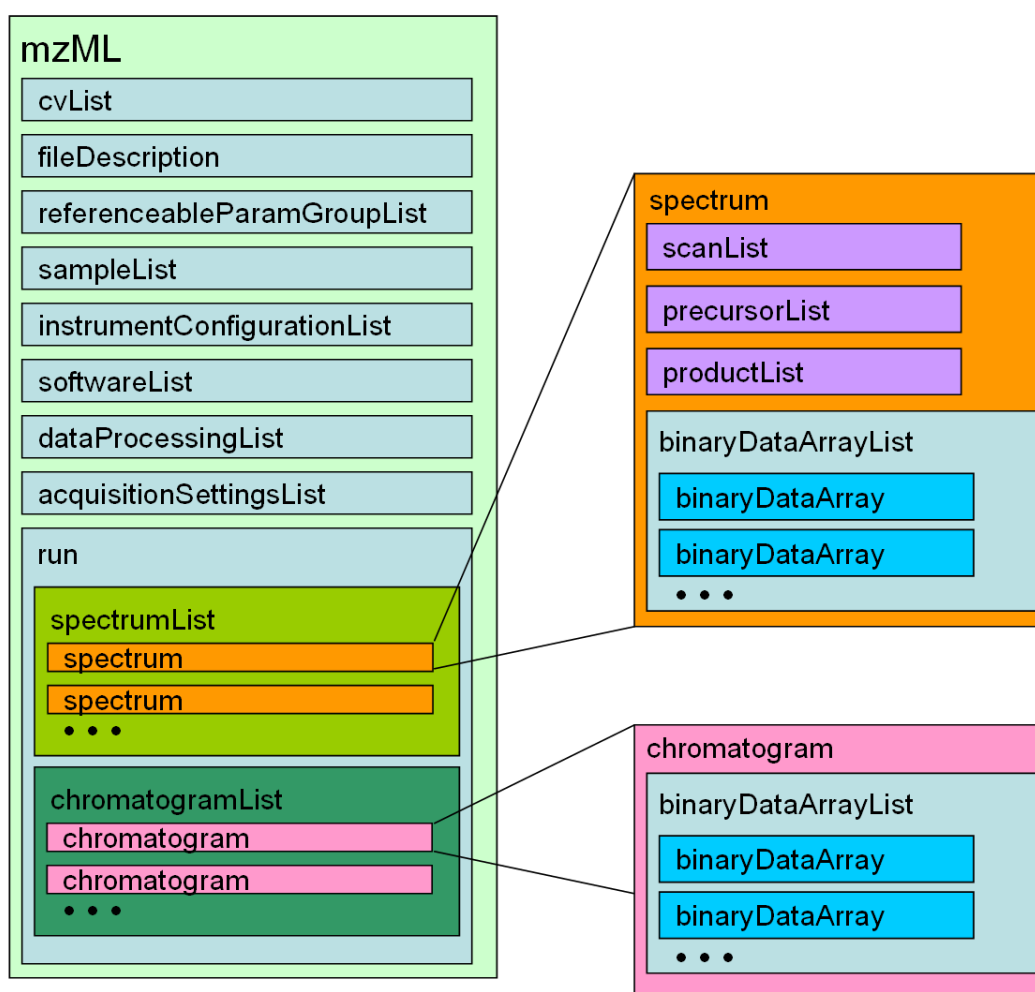 mzML
cvList
fileDescription
referenceableParamGroupList
sampleList
instrumentConfigurationList
softwareList
dataProcessingList
acquisitionSettingsList
run
spectrumList
spectrum
spectrum
• • •
chromatogramList
chromatogram
chromatogram
• • •
spectrum
scanList
precursorList
productList
binaryDataArrayList
binaryDataArray
binaryDataArray
• • •
chromatogram
binaryDataArrayList
binaryDataArray
binaryDataArray
• • •